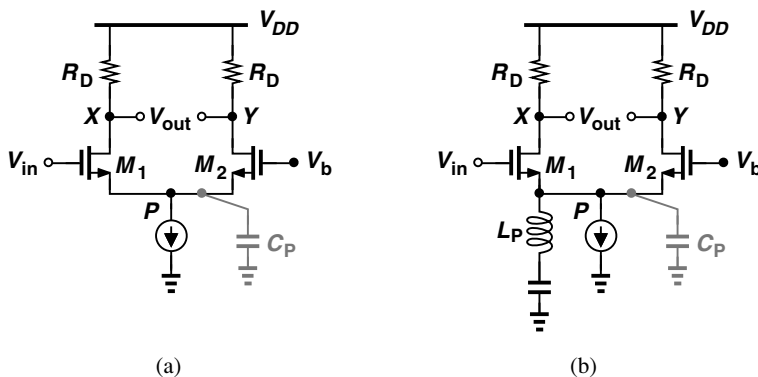 V_DD
R_D
R_D
X
V_out
Y
V_in
M_1
M_2
V_b
P
C_P
(a)
V_DD
R_D
R_D
X
V_out
Y
V_in
M_1
M_2
V_b
P
L_P
C_P
(b)